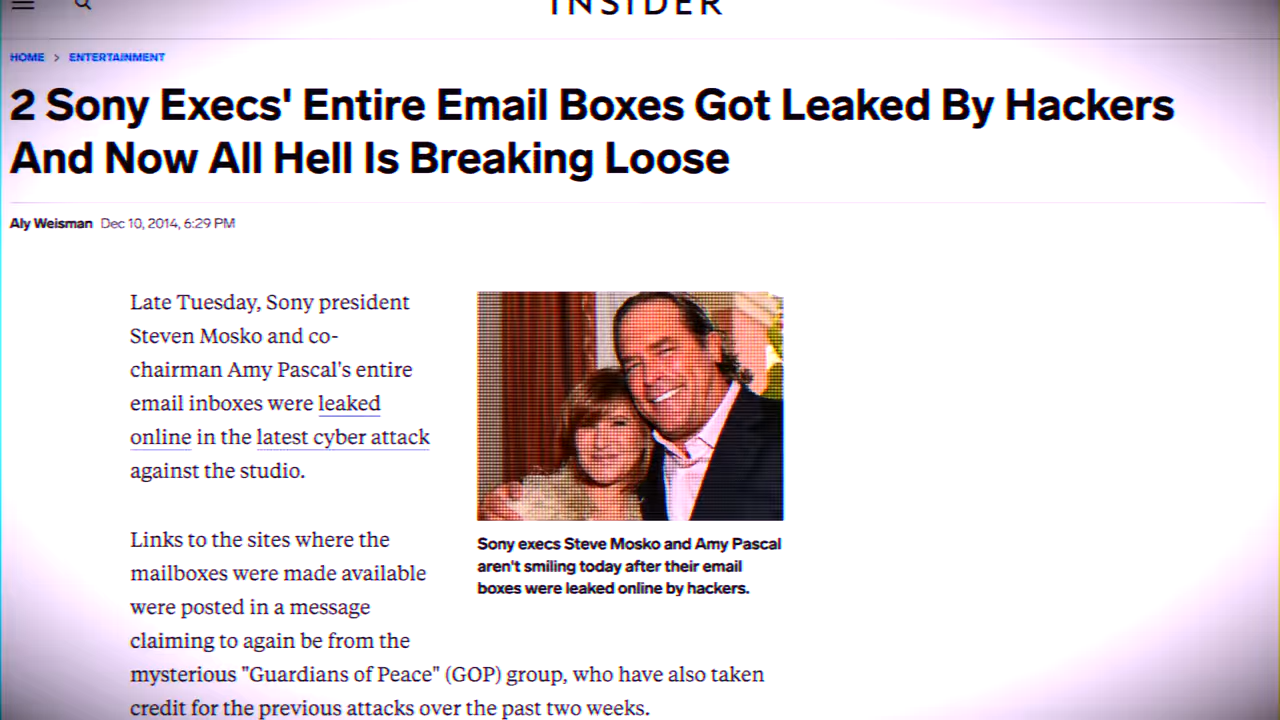 INSIDER
HOME > ENTERTAINMENT
2 Sony Execs' Entire Email Boxes Got Leaked By Hackers
And Now All Hell Is Breaking Loose
Aly Weisman Dec 10, 2014, 6:29 PM
Late Tuesday, Sony president
Steven Mosko and co-
chairman Amy Pascal's entire
email inboxes were leaked
online in the latest cyber attack
against the studio.
Links to the sites where the
mailboxes were made available
were posted in a message
claiming to again be from the
mysterious "Guardians of Peace" (GOP) group, who have also taken
credit for the previous attacks over the past two weeks.
Sony execs Steve Mosko and Amy Pascal
aren't smiling today after their email
boxes were leaked online by hackers.